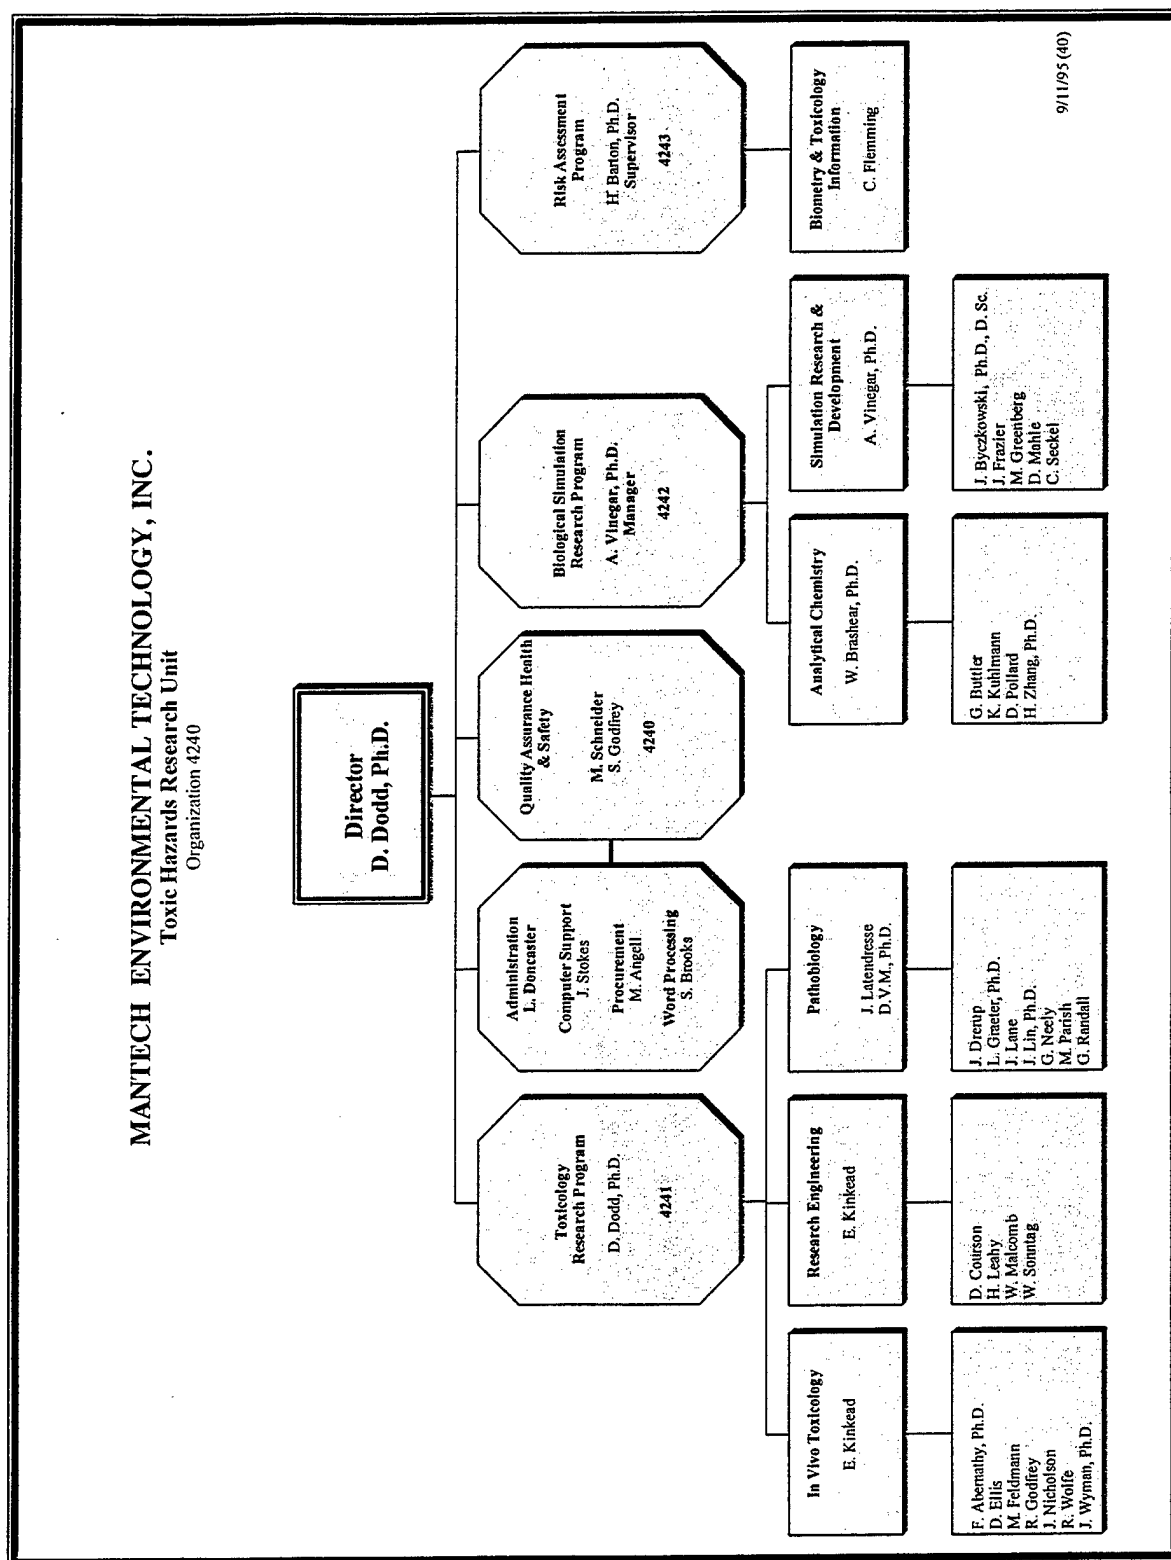 MANTECH ENVIRONMENTAL TECHNOLOGY, INC.
Toxic Hazards Research Unit
Organization 4240
Director
D. Dodd, Ph.D.
Toxicology
Research Program
D. Dodd, Ph.D.
4241
Administration
L. Doncaster
Computer Support
J. Stokes
Procurement
M. Angell
Word Processing
S. Brooks
Quality Assurance Health
& Safety
M. Schneider
S. Godfrey
4240
Biological Simulation
Research Program
A. Vinegar, Ph.D.
Manager
4242
Risk Assessment
Program
H. Barton, Ph.D.
Supervisor
4243
In Vivo Toxicology
E. Kinkead
Research Engineering
E. Kinkead
Pathobiology
J. Latendresse
D.V.M., Ph.D.
Analytical Chemistry
W. Brashear, Ph.D.
Simulation Research &
Development
A. Vinegar, Ph.D.
Biometry & Toxicology
Information
C. Flemming
F. Abernathy, Ph.D.
D. Ellis
M. Feldmann
R. Godfrey
J. Nicholson
R. Wolfe
J. Wyman, Ph.D.
D. Courson
H. Leahy
W. Malcomb
W. Sonntag
J. Drerup
L. Graeter, Ph.D.
J. Lane
J. Lin, Ph.D.
G. Neely
M. Parish
G. Randall
G. Buttler
K. Kuhlmann
D. Pollard
H. Zhang, Ph.D.
J. Byczkowski, Ph.D., D. Sc.
J. Frazier
M. Greenberg
D. Mahle
C. Seckel
9/11/95 (40)